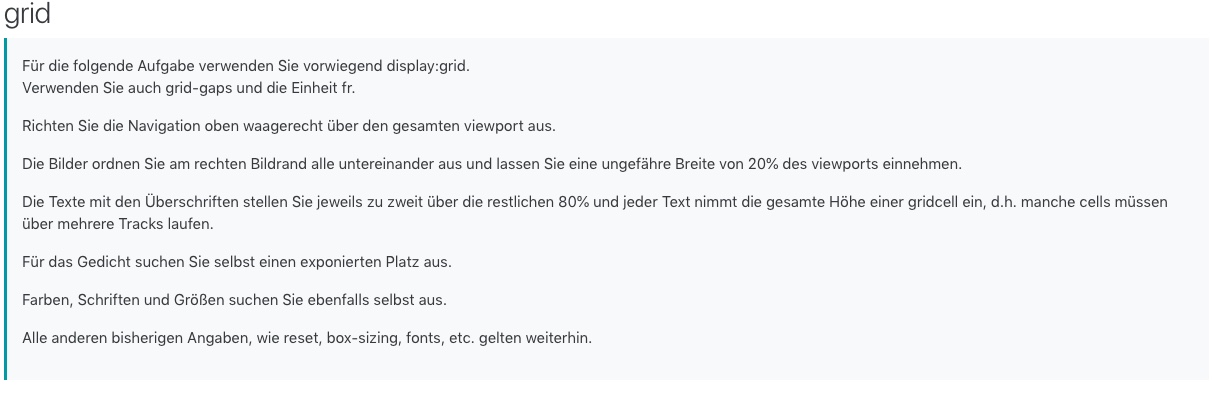 grid
Für die folgende Aufgabe verwenden Sie vorwiegend display:grid.
Verwenden Sie auch grid-gaps und die Einheit fr.
Richten Sie die Navigation oben waagerecht über den gesamten viewport aus.
Die Bilder ordnen Sie am rechten Bildrand alle untereinander aus und lassen Sie eine ungefähre Breite von 20% des viewports einnehmen.
Die Texte mit den Überschriften stellen Sie jeweils zu zweit über die restlichen 80% und jeder Text nimmt die gesamte Höhe einer gridcell ein, d.h. manche cells müssen
über mehrere Tracks laufen.
Für das Gedicht suchen Sie selbst einen exponierten Platz aus.
Farben, Schriften und Größen suchen Sie ebenfalls selbst aus.
Alle anderen bisherigen Angaben, wie reset, box-sizing, fonts, etc. gelten weiterhin.